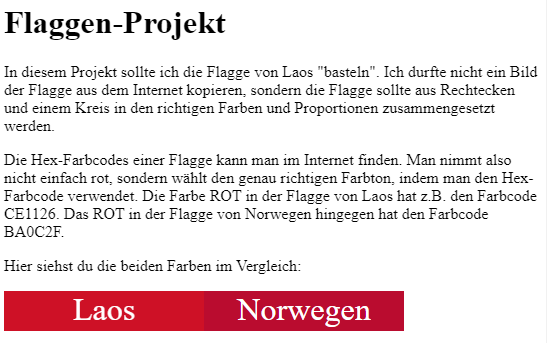 Flaggen-Projekt
In diesem Projekt sollte ich die Flagge von Laos "basteln". Ich durfte nicht ein Bild
der Flagge aus dem Internet kopieren, sondern die Flagge sollte aus Rechtecken
und einem Kreis in den richtigen Farben und Proportionen zusammengesetzt
werden.
Die Hex-Farbcodes einer Flagge kann man im Internet finden. Man nimmt also
nicht einfach rot, sondern wählt den genau richtigen Farbton, indem man den Hex-
Farbcode verwendet. Die Farbe ROT in der Flagge von Laos hat z.B. den Farbcode
CE1126. Das ROT in der Flagge von Norwegen hingegen hat den Farbcode
BA0C2F.
Hier siehst du die beiden Farben im Vergleich:
Laos Norwegen